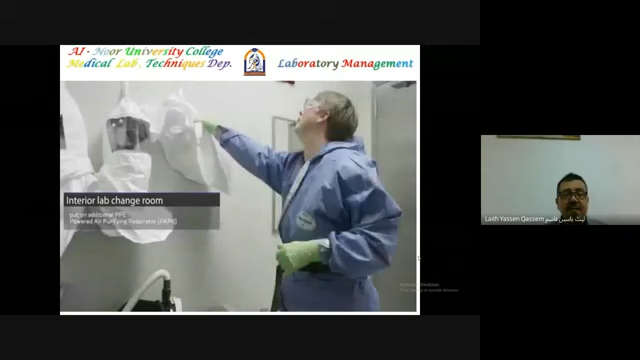 Al - Noor University College
Medical Lab . Techniques Dep.
Laboratory Management
Interior lab change room
put on additional PPE
Powered Air Purifying Respirator (PAPR)
Laith Yassen Qassem ليث ياسين قاسم